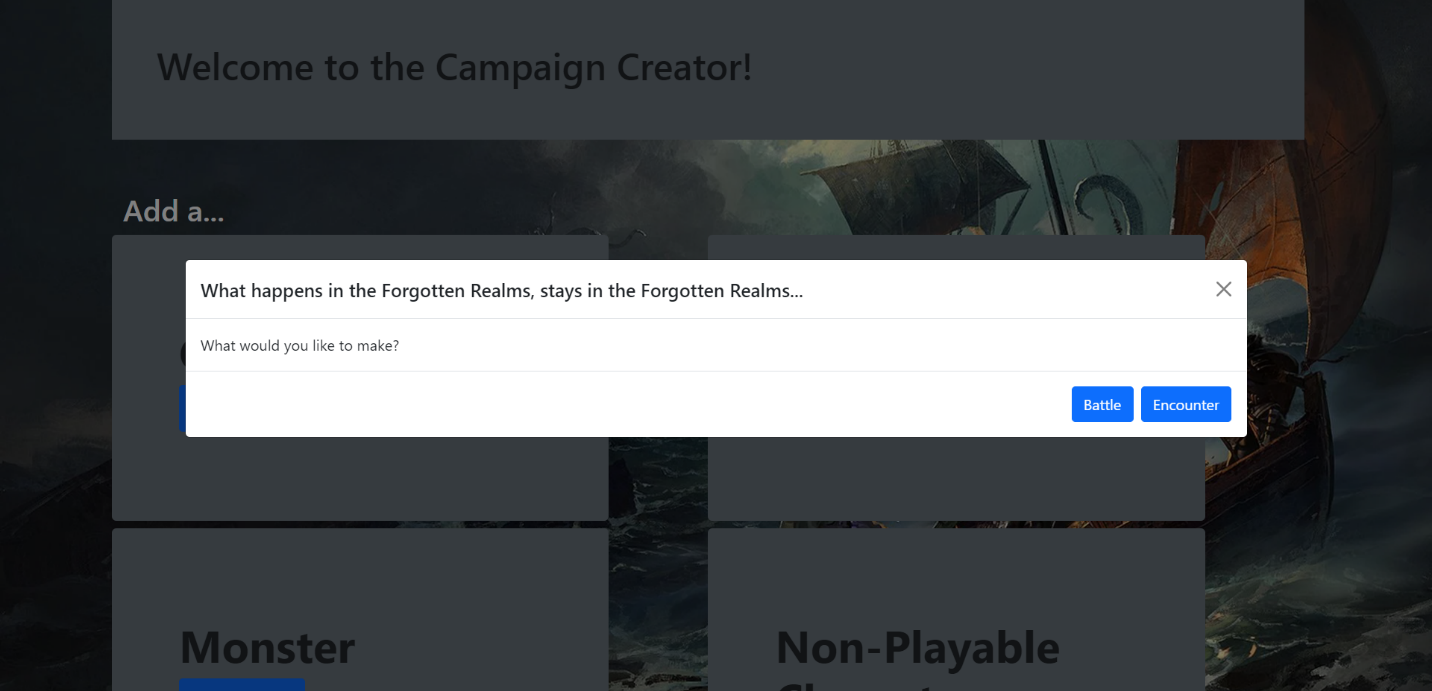 Welcome to the Campaign Creator!
Add a...
What happens in the Forgotten Realms, stays in the Forgotten Realms...
What would you like to make?
Battle Encounter
Monster
Non-Playable